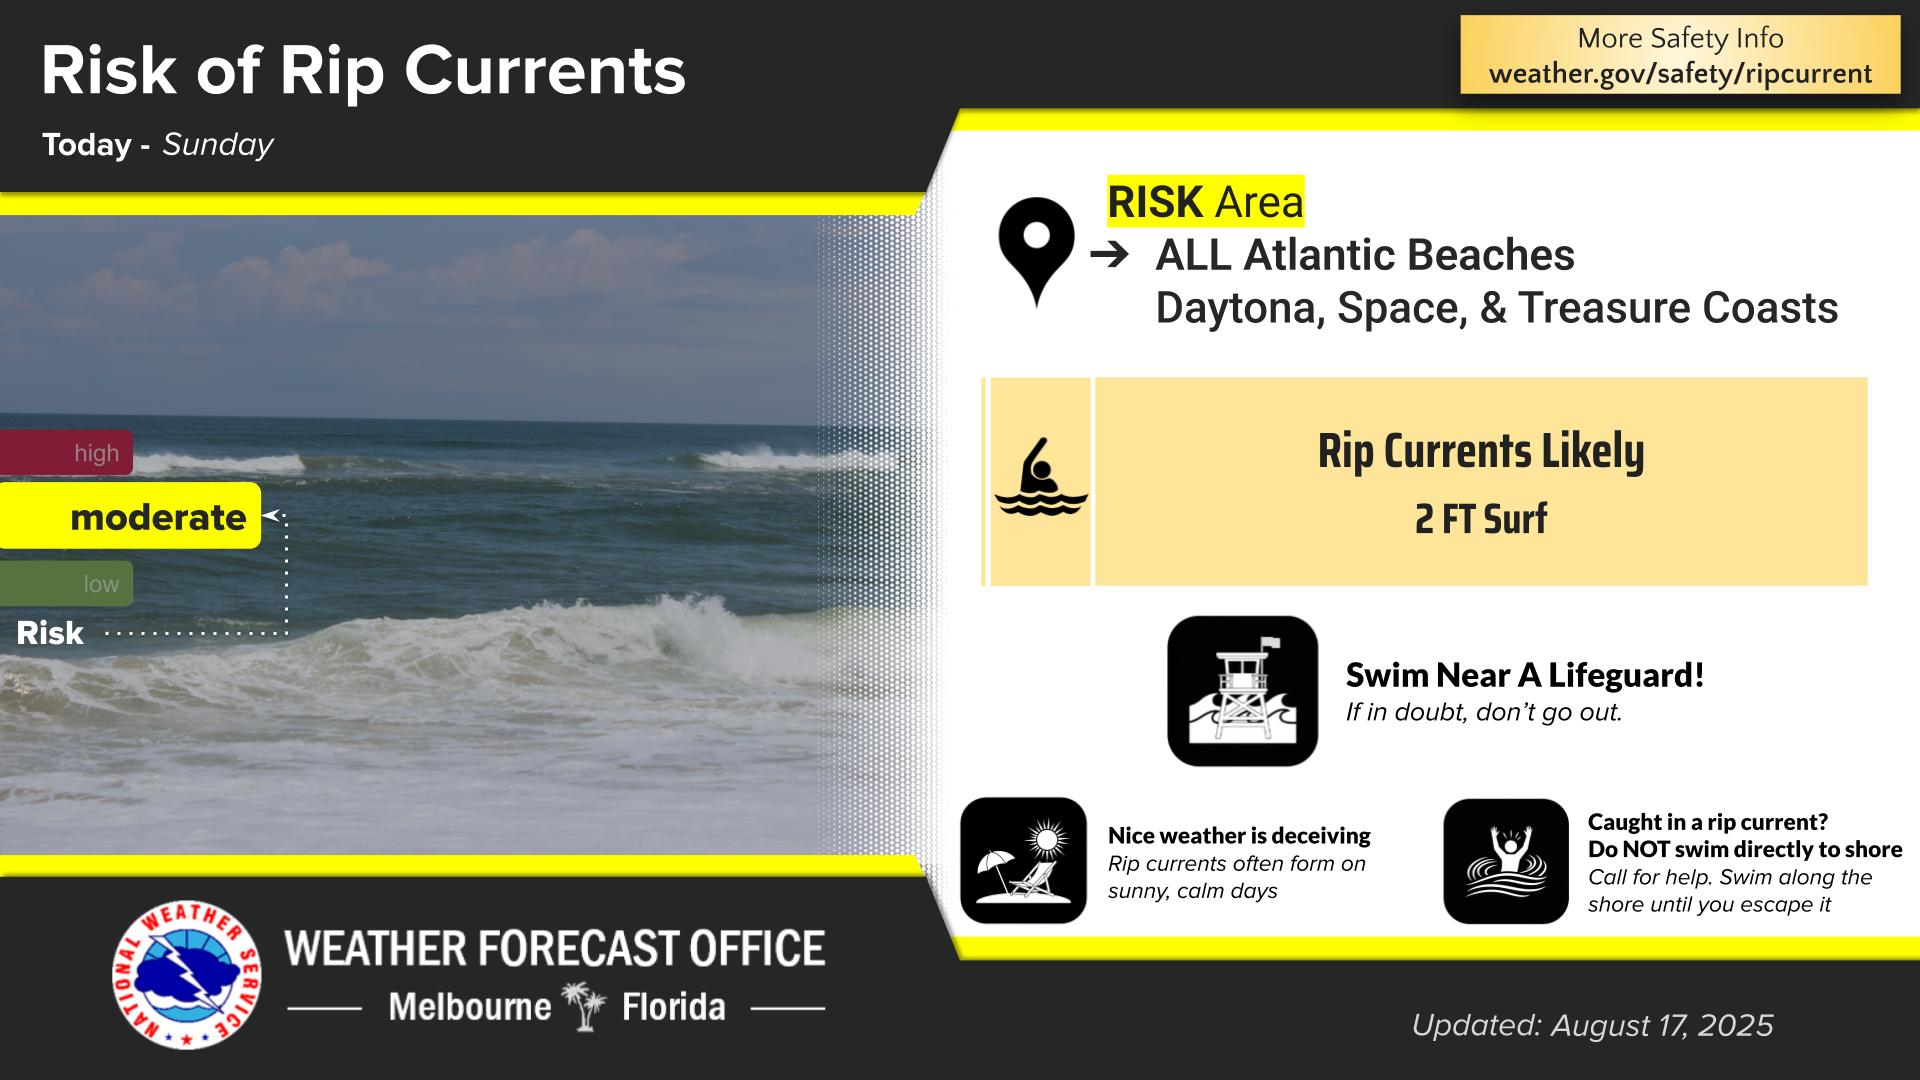 Risk of Rip Currents
Today - Sunday
More Safety Info
weather.gov/safety/ripcurrent
RISK Area
➔ ALL Atlantic Beaches
Daytona, Space, & Treasure Coasts
high
moderate
low
Risk
Rip Currents Likely
2 FT Surf
Swim Near A Lifeguard!
If in doubt, don’t go out.
Nice weather is deceiving
Rip currents often form on
sunny, calm days
Caught in a rip current?
Do NOT swim directly to shore
Call for help. Swim along the
shore until you escape it
NATIONAL WEATHER SERVICE
WEATHER FORECAST OFFICE
Melbourne Florida
Updated: August 17, 2025